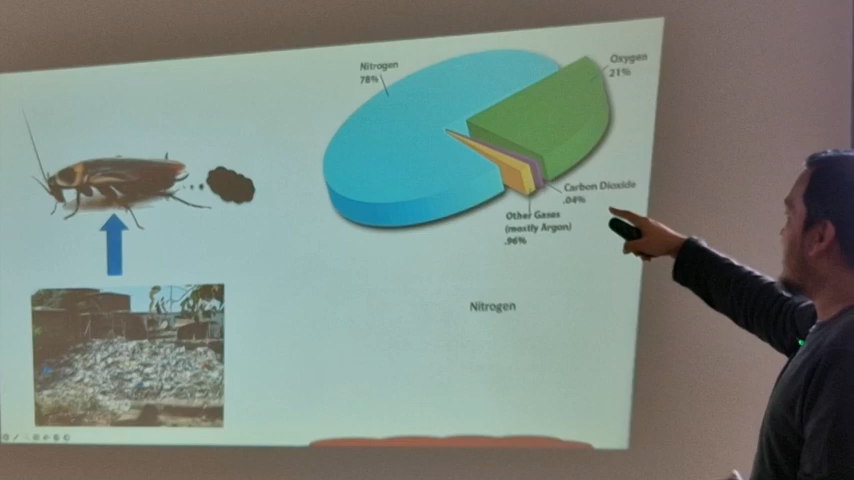 Nitrogen
78%
Oxygen
21%
Carbon Dioxide
.04%
Other Gases
(mostly Argon)
.96%
Nitrogen